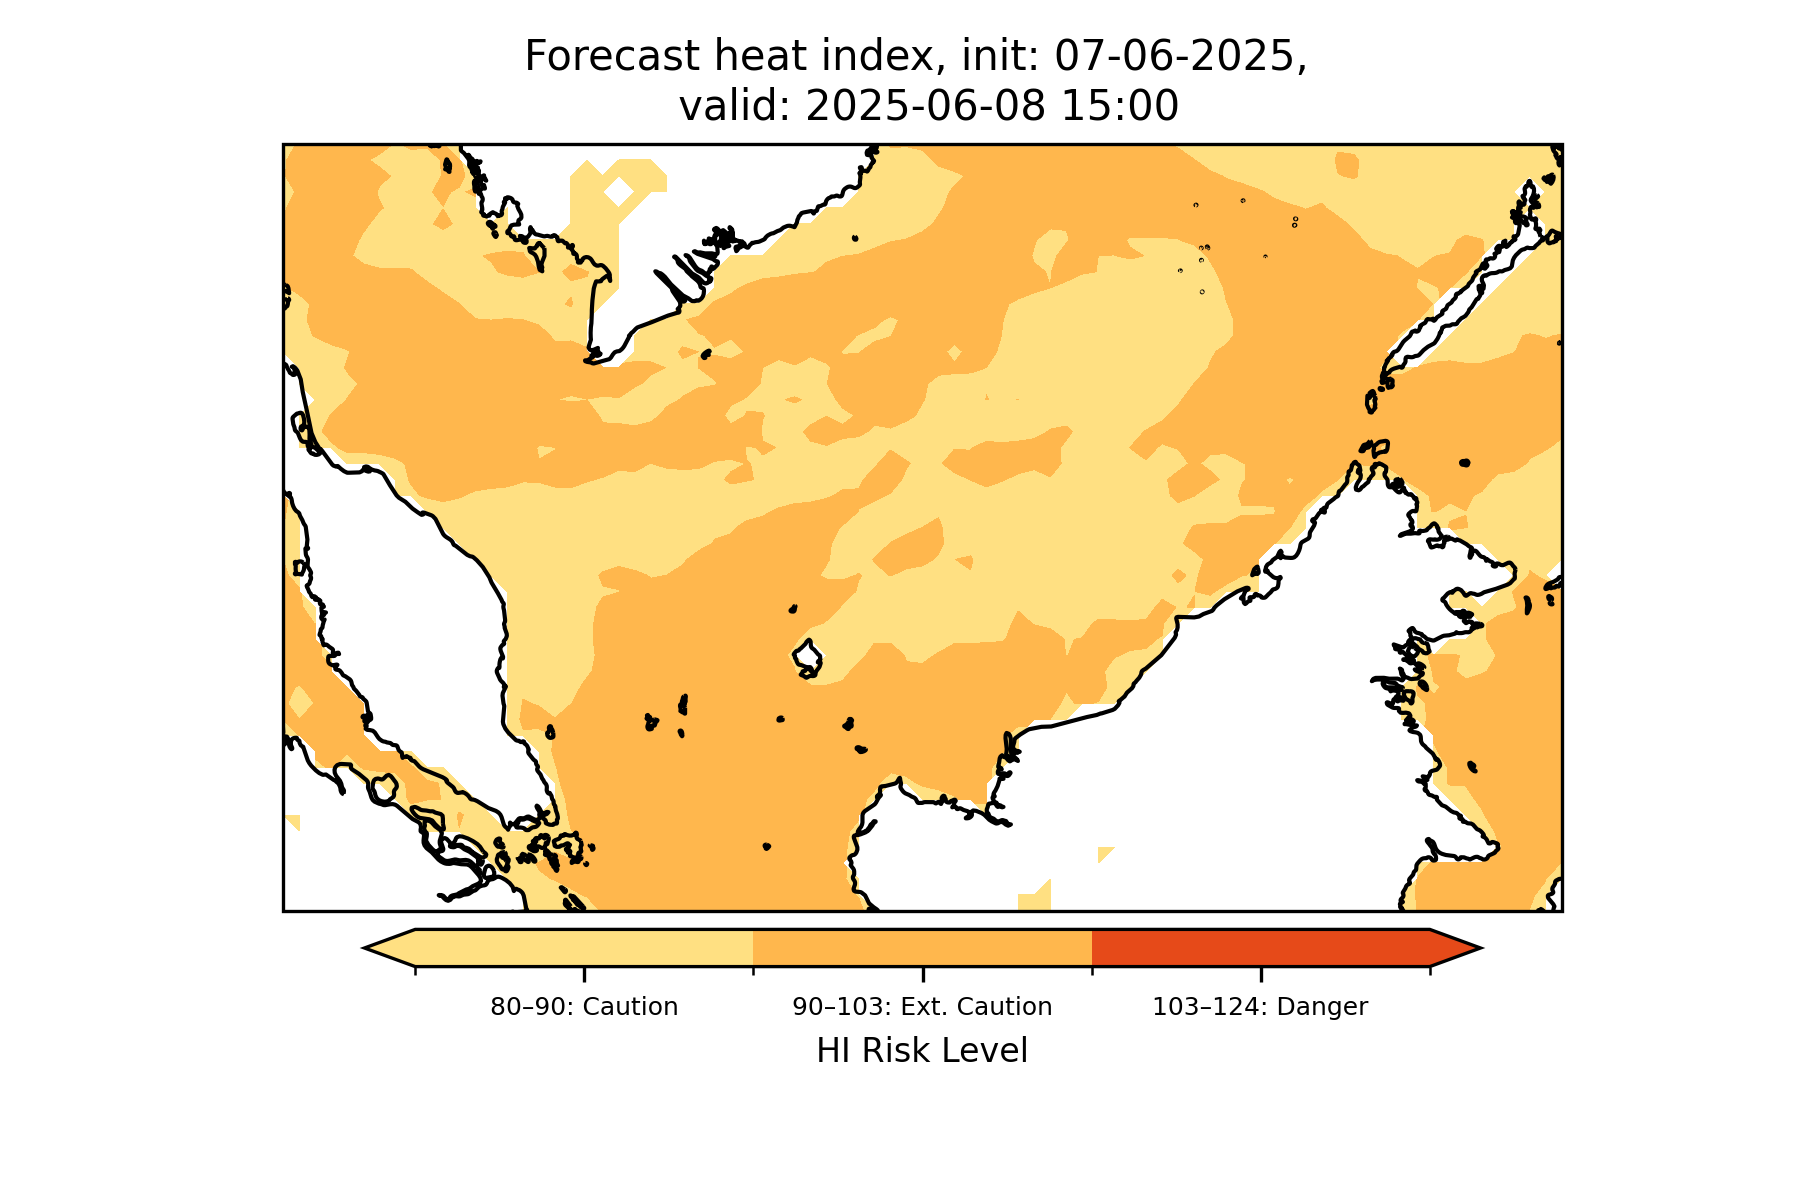 Forecast heat index, init: 07-06-2025,
valid: 2025-06-08 15:00
80–90: Caution
90–103: Ext. Caution
103–124: Danger
HI Risk Level